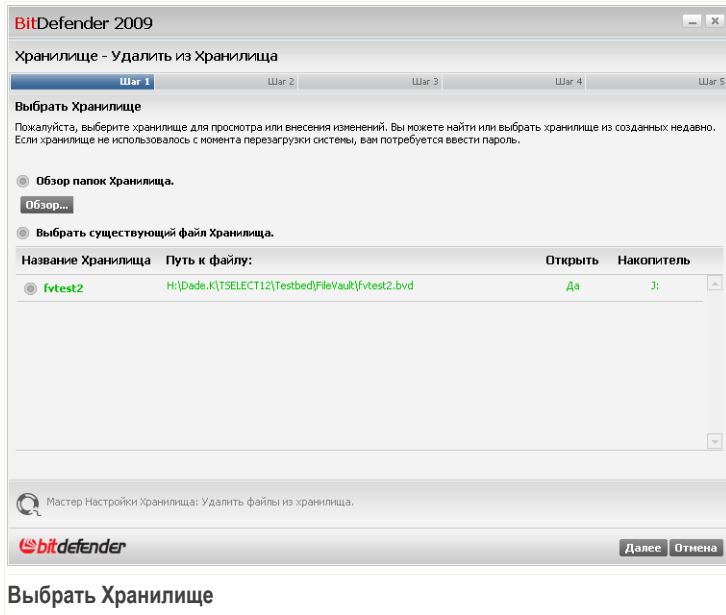 BitDefender 2009
Хранилище - Удалить из Хранилища
Шаг 1 Шаг 2 Шаг 3 Шаг 4 Шаг 5
Выбрать Хранилище
Пожалуйста, выберите хранилище для просмотра или внесения изменений. Вы можете найти или выбрать хранилище из созданных недавно.
Если хранилище не использовалось с момента перезагрузки системы, вам потребуется ввести пароль.
Обзор папок Хранилища.
Обзор...
Выбрать существующий файл Хранилища.
Название Хранилища Путь к файлу: Открыть Накопитель
fvtest2 H:\Dade.K\TSELECT12\Testbed\FileVault\fvtest2.bvd Да J:
Мастер Настройки Хранилища: Удалить файлы из хранилища.
bitdefender
Далее Отмена
Выбрать Хранилище